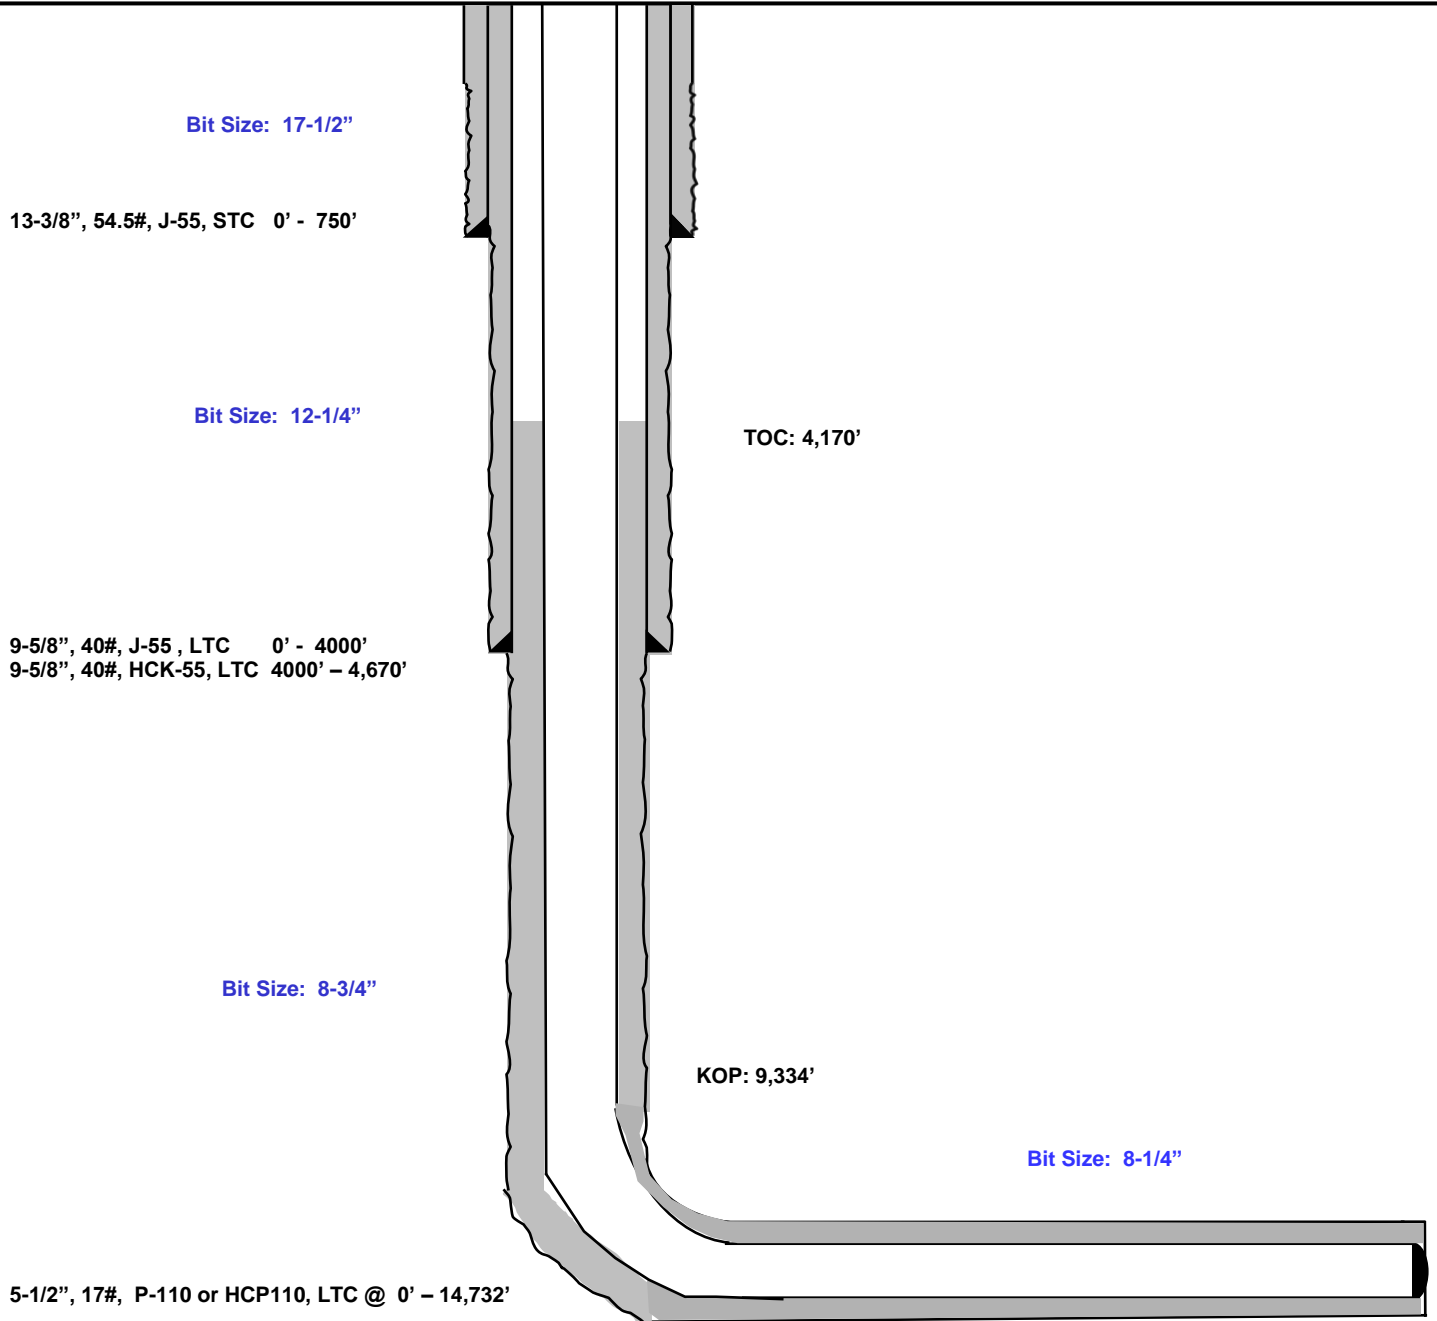 Bit Size: 17-1/2”
13-3/8”, 54.5#, J-55, STC 0’ - 750’
Bit Size: 12-1/4”
TOC: 4,170’
9-5/8”, 40#, J-55 , LTC 0’ - 4000’
9-5/8”, 40#, HCK-55, LTC 4000’ – 4,670’
Bit Size: 8-3/4”
KOP: 9,334’
Bit Size: 8-1/4”
5-1/2”, 17#, P-110 or HCP110, LTC @ 0’ – 14,732’